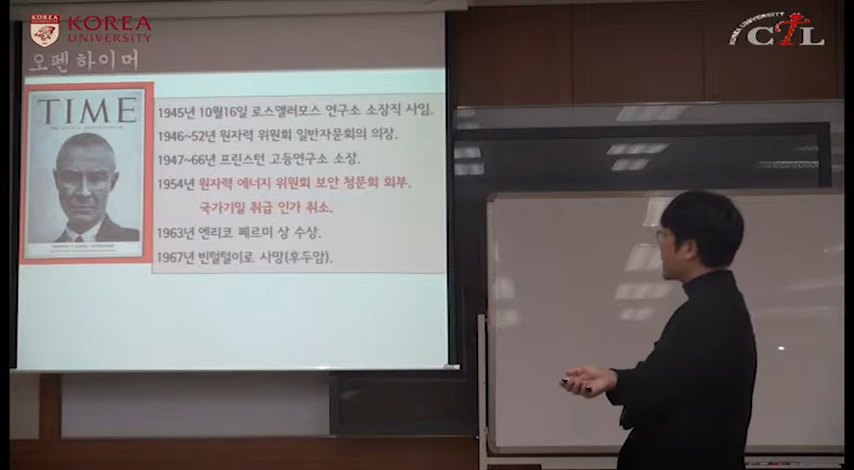 KOREA
UNIVERSITY
KOREA
KOREA UNIVERSITY
CTL
오펜하이머
TIME
1945년 10월16일 로스앨러모스 연구소 소장직 사임.
1946~52년 원자력 위원회 일반자문회의 의장.
1947~66년 프린스턴 고등연구소 소장.
1954년 원자력 에너지 위원회 보안 청문회 회부.
국가기밀 취급 인가 취소.
1963년 엔리코 페르미 상 수상.
1967년 빈털털이로 사망(후두암).